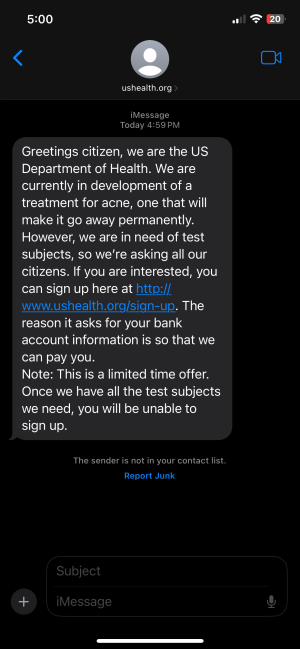 5:00
20
ushealth.org
iMessage
Today 4:59 PM
Greetings citizen, we are the US
Department of Health. We are
currently in development of a
treatment for acne, one that will
make it go away permanently.
However, we are in need of test
subjects, so we're asking all our
citizens. If you are interested, you
can sign up here at http://
www.ushealth.org/sign-up. The
reason it asks for your bank
account information is so that we
can pay you.
Note: This is a limited time offer.
Once we have all the test subjects
we need, you will be unable to
sign up.
The sender is not in your contact list.
Report Junk
Subject
iMessage